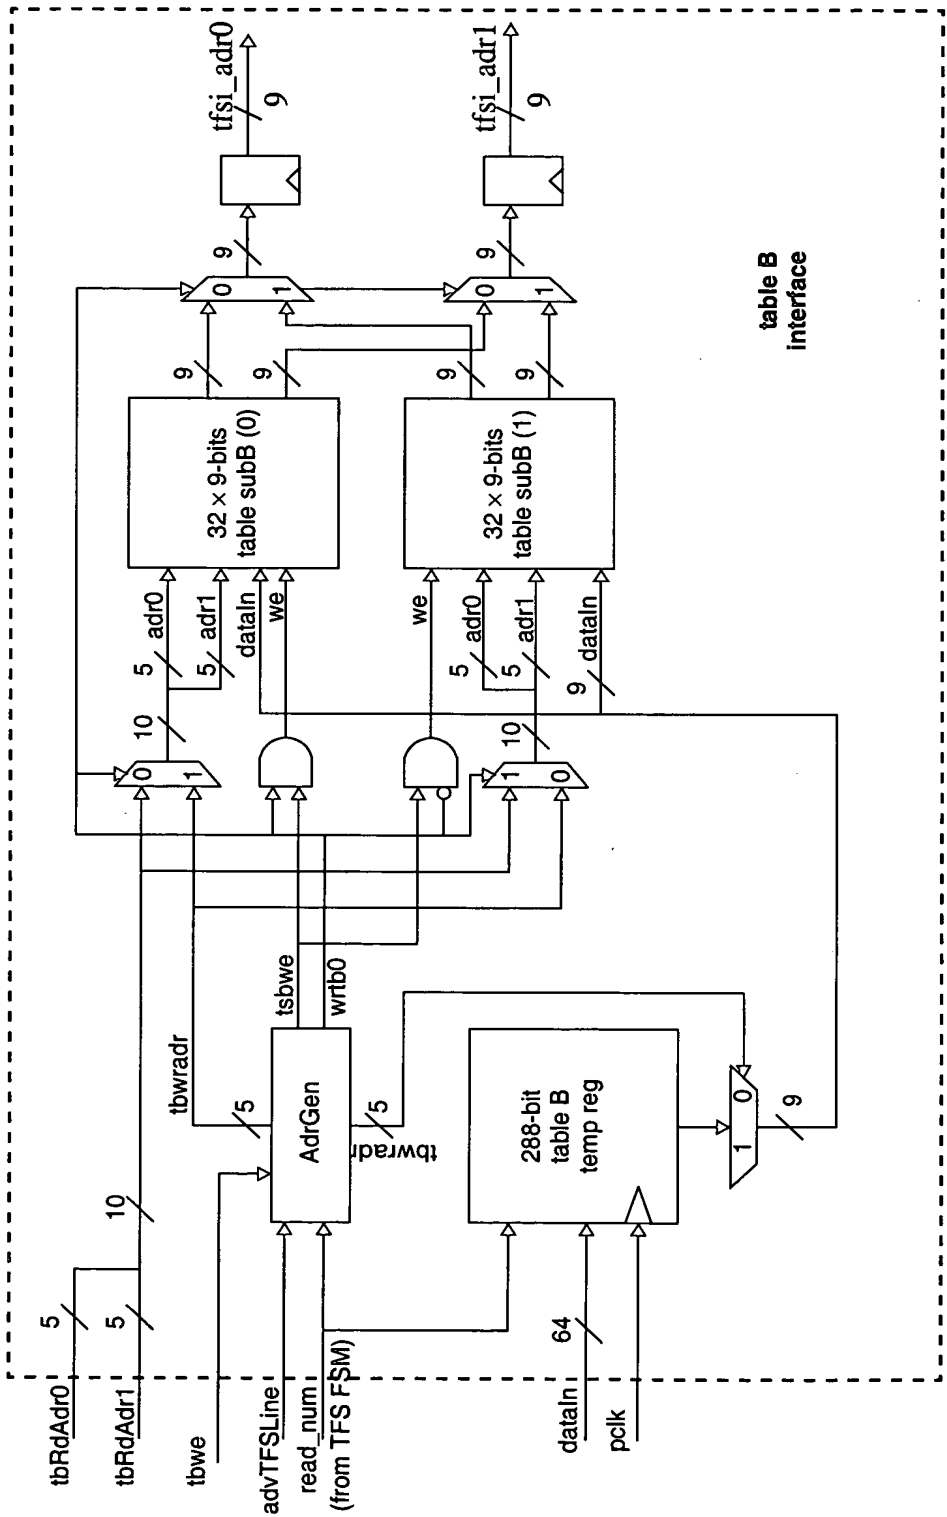 tbRdAdr0
5
tbRdAdr1
5
10
tbwe
advTFSLine
read_num
(from TFS FSM)
dataIn
64
pclk
tbwradr
5
AdrGen
5
tbwradr
tsbwe
wrtb0
288-bit
table B
temp reg
1
0
9
0
1
10
5
adr0
5
adr1
dataIn
we
32 × 9-bits
table subB (0)
9
9
1
0
10
we
5
adr0
5
adr1
9
dataIn
32 × 9-bits
table subB (1)
9
9
0
1
9
tfsi_adr0
9
0
1
9
tfsi_adr1
9
table B
interface